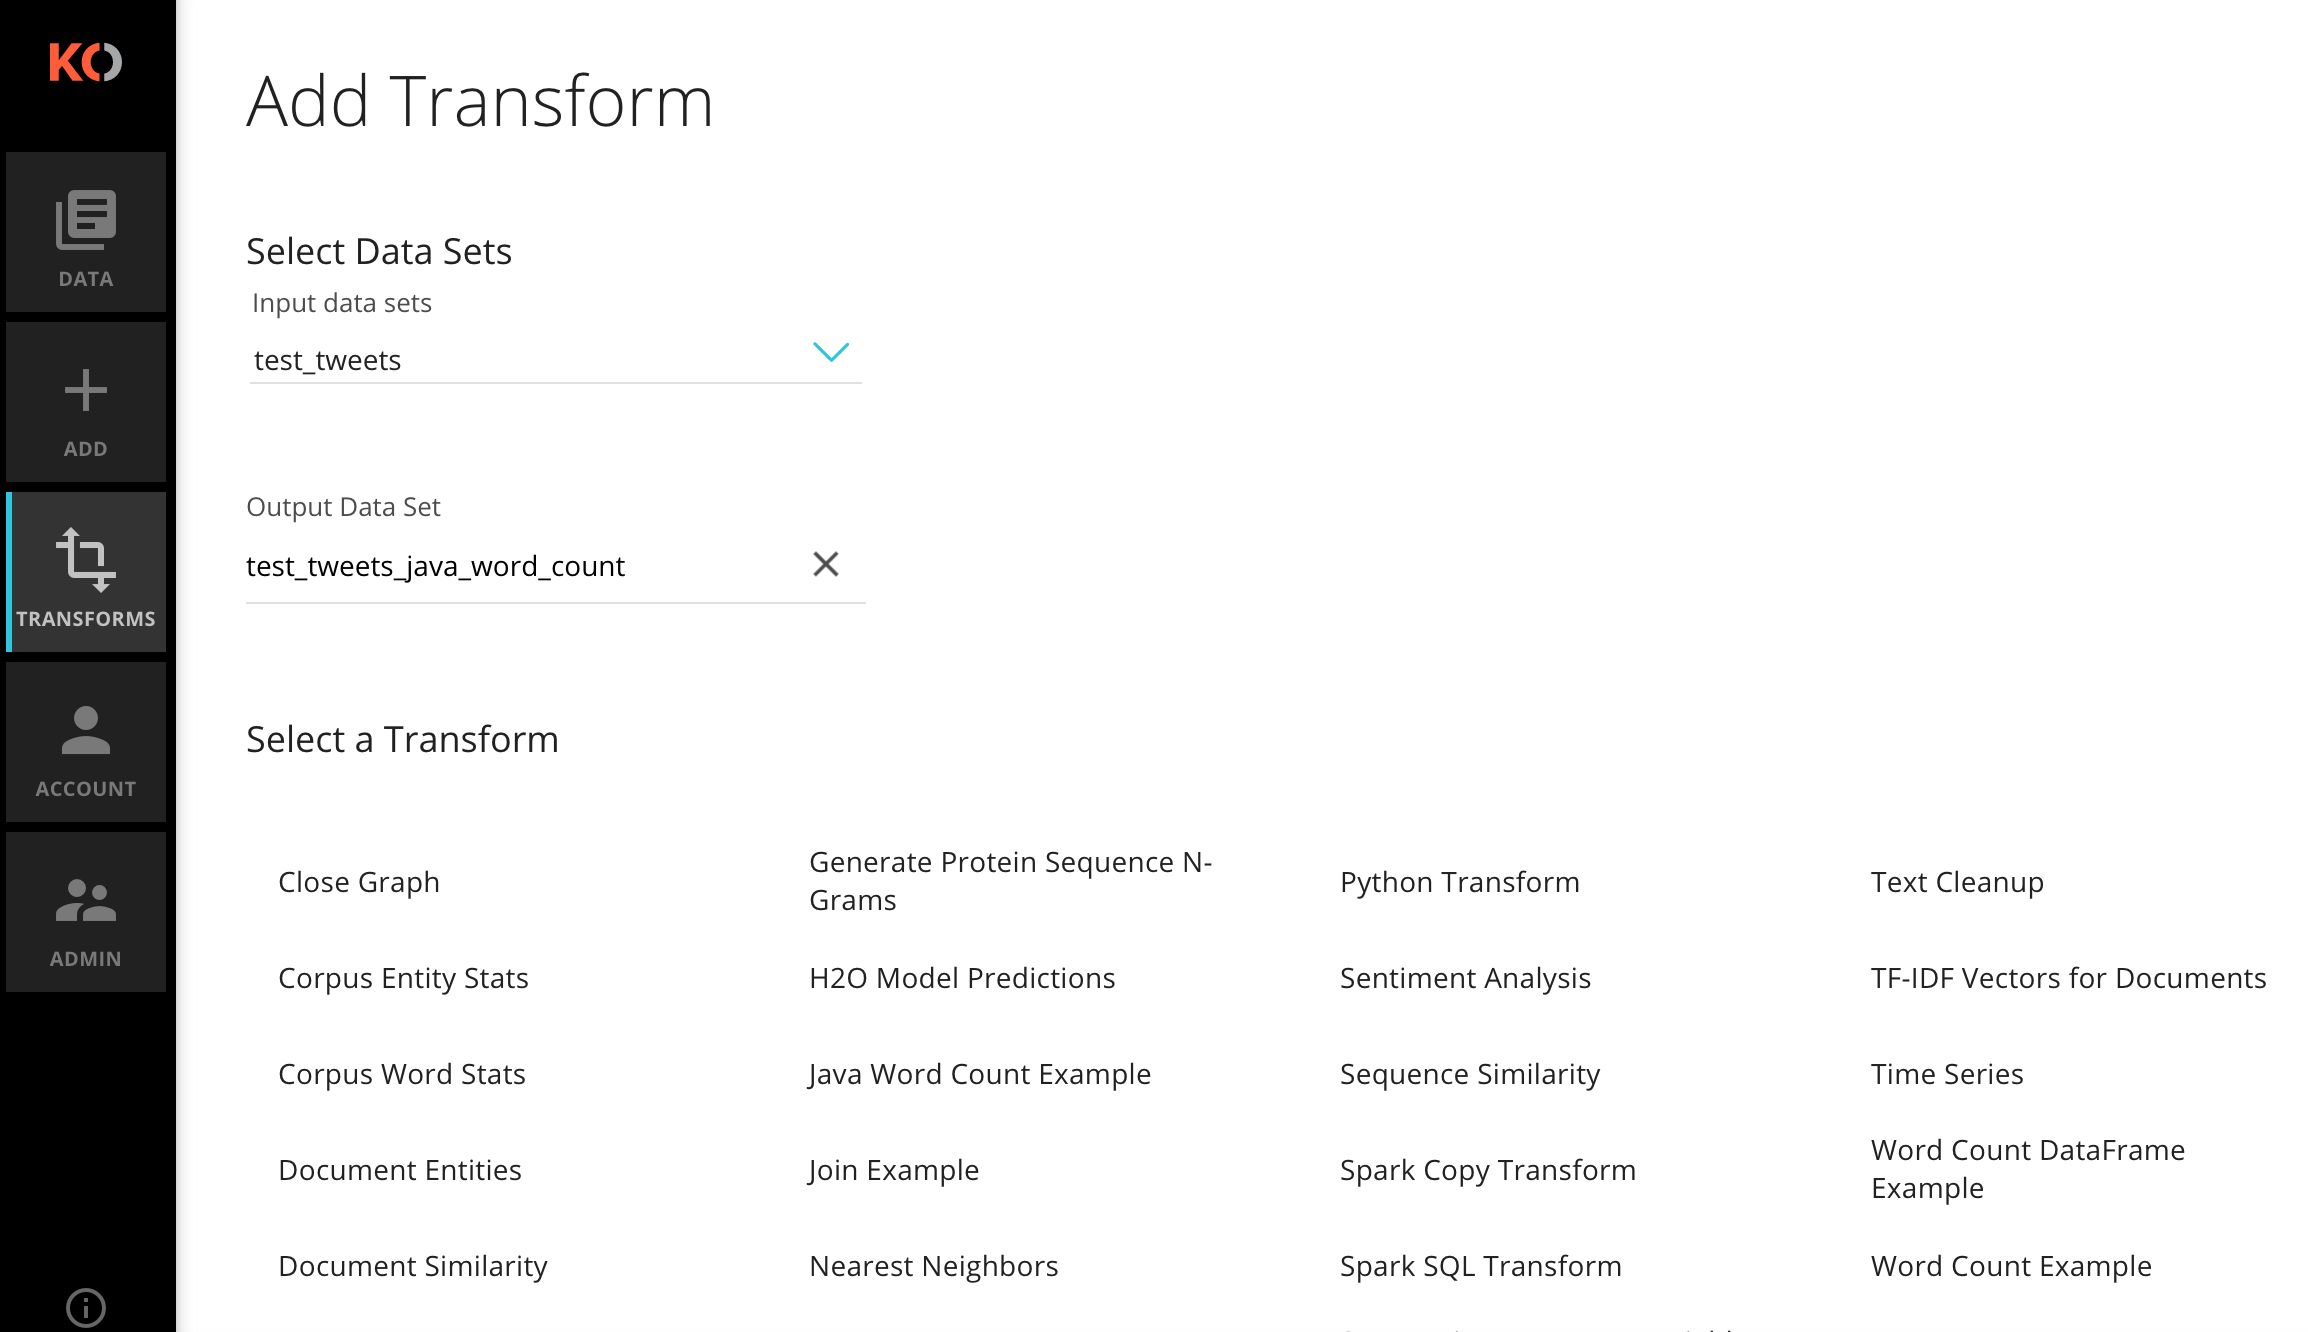 KO
DATA
ADD
TRANSFORMS
ACCOUNT
ADMIN
Add Transform
Select Data Sets
Input data sets
test_tweets
Output Data Set
test_tweets_java_word_count
Select a Transform
Close Graph
Corpus Entity Stats
Corpus Word Stats
Document Entities
Document Similarity
Generate Protein Sequence N-
Grams
H2O Model Predictions
Java Word Count Example
Join Example
Nearest Neighbors
Python Transform
Sentiment Analysis
Sequence Similarity
Spark Copy Transform
Spark SQL Transform
Text Cleanup
TF-IDF Vectors for Documents
Time Series
Word Count DataFrame
Example
Word Count Example